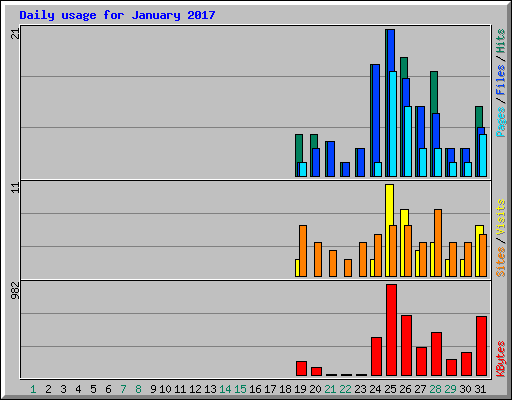 Daily usage for January 2017
21
Pages / Files / Hits
11
Sites / Visits
982
KBytes
1 2 3 4 5 6 7 8 9 10 11 12 13 14 15 16 17 18 19 20 21 22 23 24 25 26 27 28 29 30 31